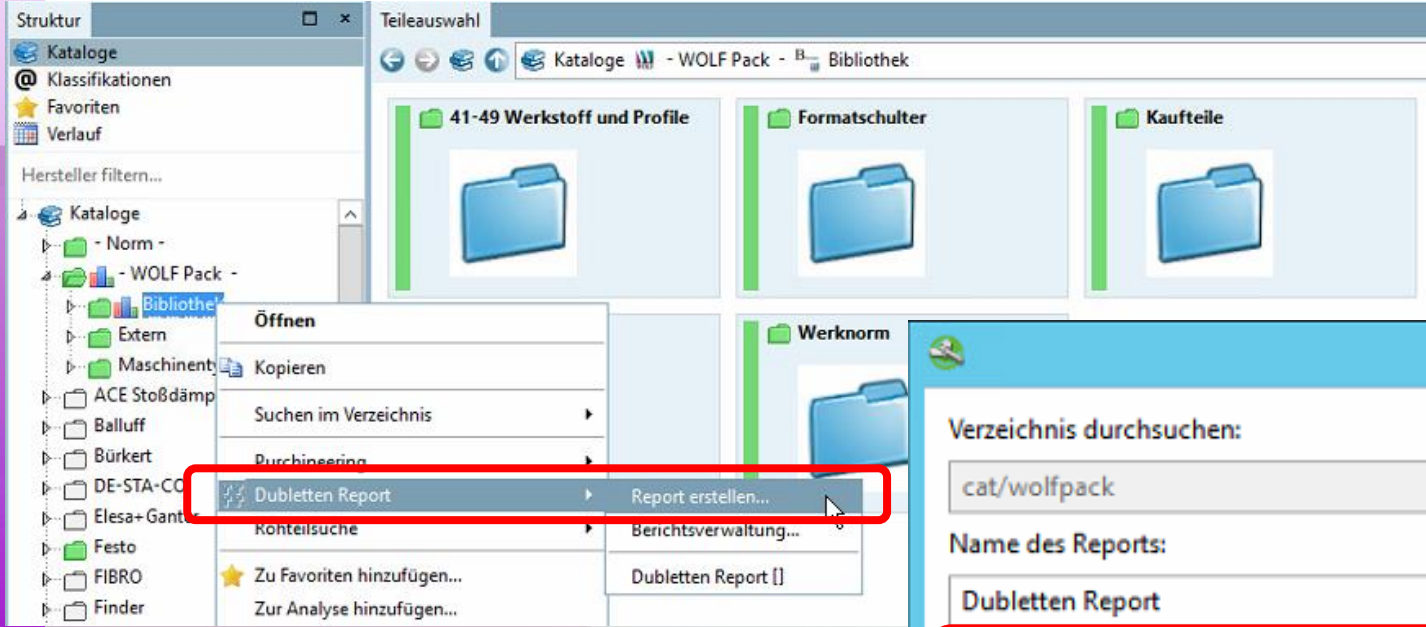 Struktur
Kataloge
@ Klassifikationen
Favoriten
Verlauf
Hersteller filtern...
Kataloge
- Norm -
- WOLF Pack -
Bibliothek
Extern
Maschinenty
ACE Stoßdämp
Balluff
Bürkert
DE-STA-CO
Elesa+Ganter
Festo
FIBRO
Finder
Öffnen
Kopieren
Suchen im Verzeichnis
Purchineering
Dubletten Report
Rohteilsuche
Zu Favoriten hinzufügen...
Zur Analyse hinzufügen...
Report erstellen...
Berichtsverwaltung...
Dubletten Report []
Teileauswahl
Kataloge - WOLF Pack - Bibliothek
41-49 Werkstoff und Profile
Formatschulter
Kaufteile
Werknorm
Verzeichnis durchsuchen:
cat/wolfpack
Name des Reports:
Dubletten Report